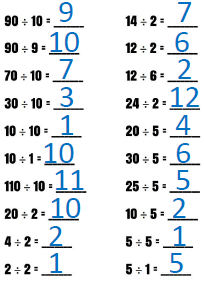 90 ÷ 10 = 9
90 ÷ 9 = 10
70 ÷ 10 = 7
30 ÷ 10 = 3
10 ÷ 10 = 1
10 ÷ 1 = 10
110 ÷ 10 = 11
20 ÷ 2 = 10
4 ÷ 2 = 2
2 ÷ 2 = 1
14 ÷ 2 = 7
12 ÷ 2 = 6
12 ÷ 6 = 2
24 ÷ 2 = 12
20 ÷ 5 = 4
30 ÷ 5 = 6
25 ÷ 5 = 5
10 ÷ 5 = 2
5 ÷ 5 = 1
5 ÷ 1 = 5